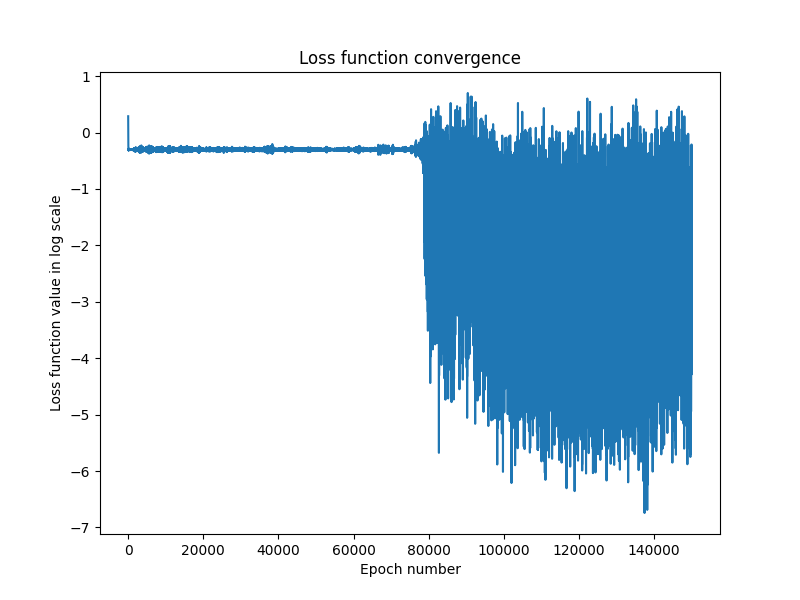 Loss function convergence
1
0
−1
−2
−3
−4
−5
−6
−7
Loss function value in log scale
0 20000 40000 60000 80000 100000 120000 140000
Epoch number